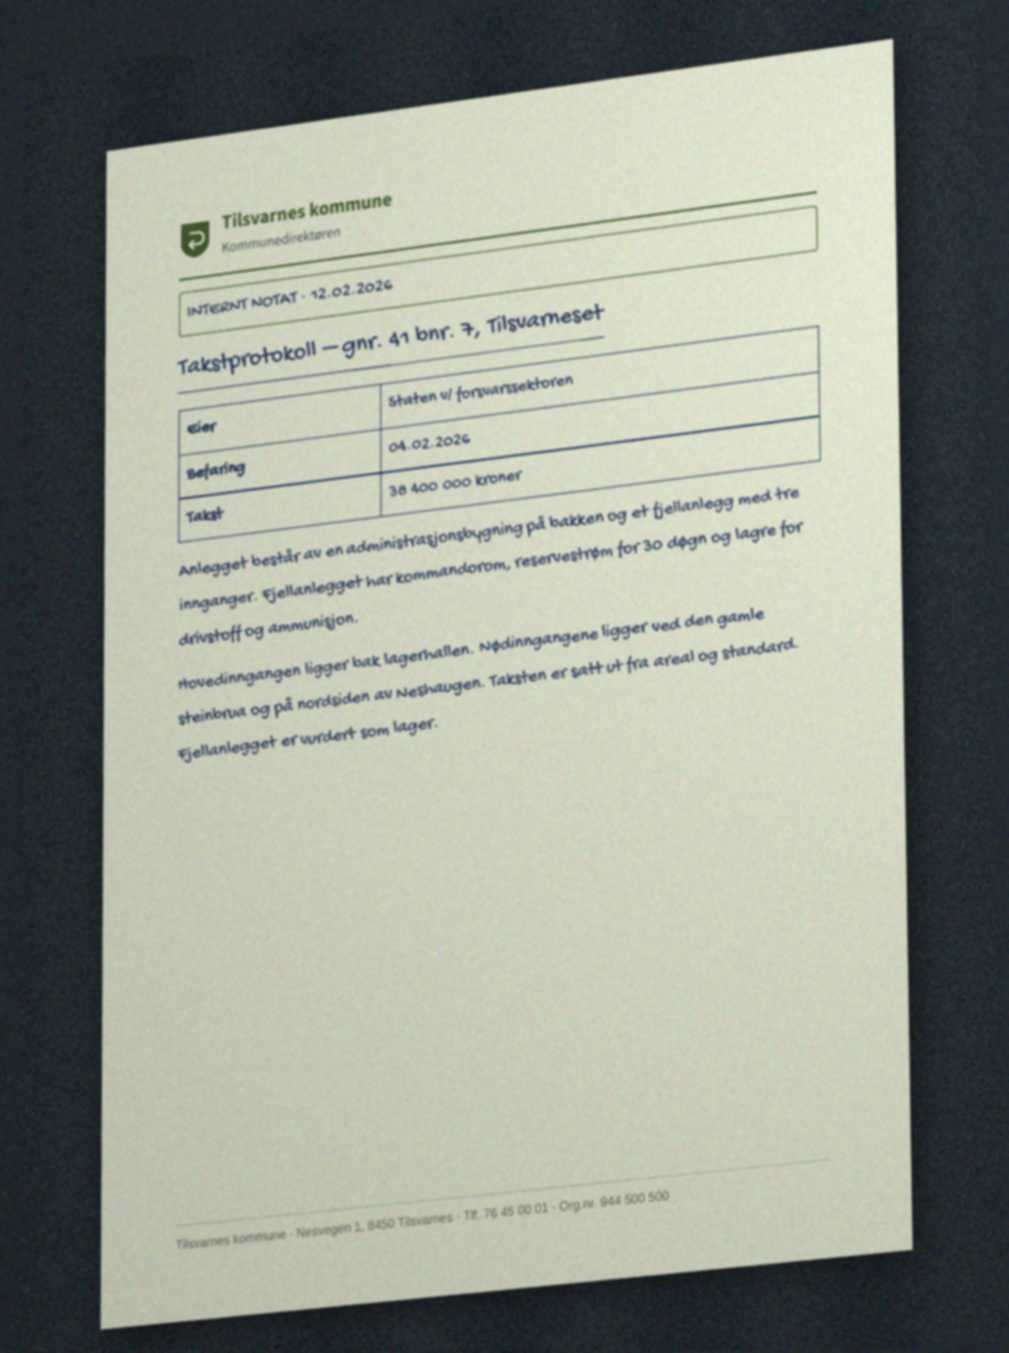 Tilsvarnes kommune
Kommunedirektøren
INTERNT NOTAT - 12.02.2026
Takstprotokoll — gnr. 41 bnr. 7, Tilsvarneset
Eier
Staten v/ forsvarssektoren
Befaring
04.02.2026
Takst
38 400 000 kroner
Anlegget består av en administrasjonsbygning på bakken og et fjellanlegg med tre
innganger. Fjellanlegget har kommandorom, reservestrøm for 30 døgn og lagre for
drivstoff og ammunisjon.
Hovedinngangen ligger bak lagerhallen. Nødinngangene ligger ved den gamle
steinbrua og på nordsiden av Neshaugen. Taksten er satt ut fra areal og standard.
Fjellanlegget er vurdert som lager.
Tilsvarnes kommune - Nesvegen 1, 8450 Tilsvarnes - Tlf. 76 45 00 01 - Org.nr. 944 500 500